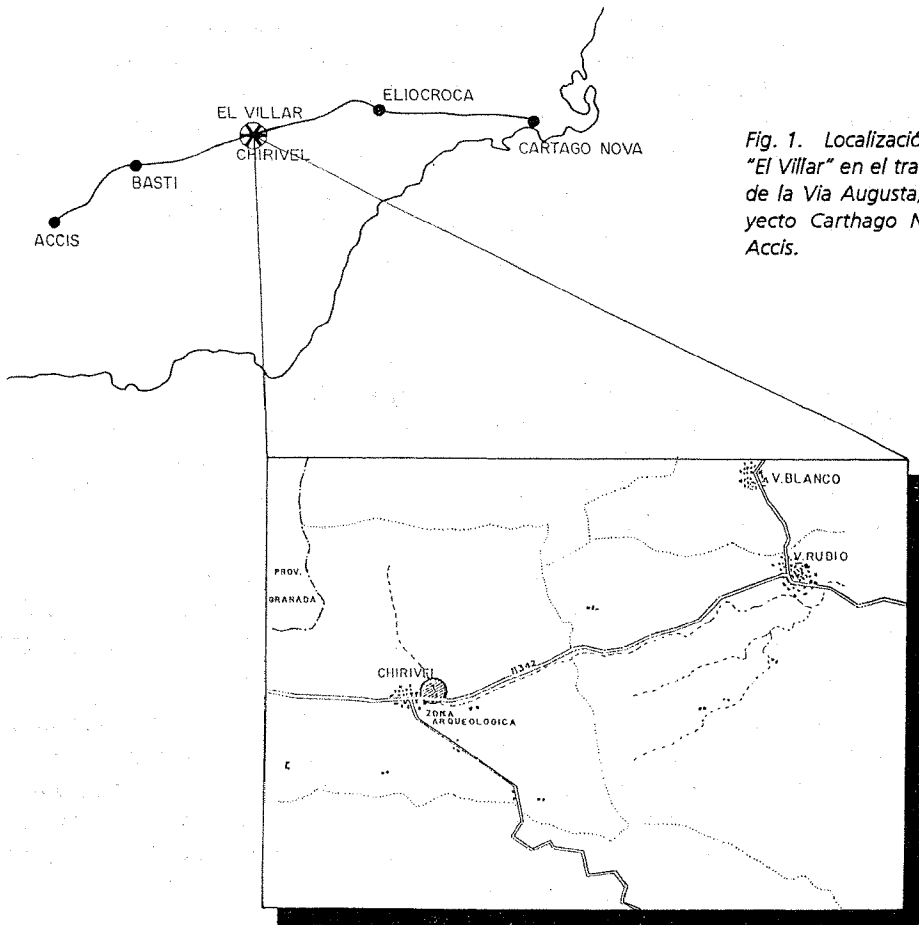 ELIOCROCA
EL VILLAR
CARTAGO NOVA
CHIRIVEL
BASTI
ACCIS
Fig. 1. Localizació
"El Villar" en el tra
de la Via Augusta,
yecto Carthago N
Accis.
V.BLANCO
V.RUBIO
PROV.
GRANADA
N342
CHIRIVEL
ZONA
ARQUEOLOGICA